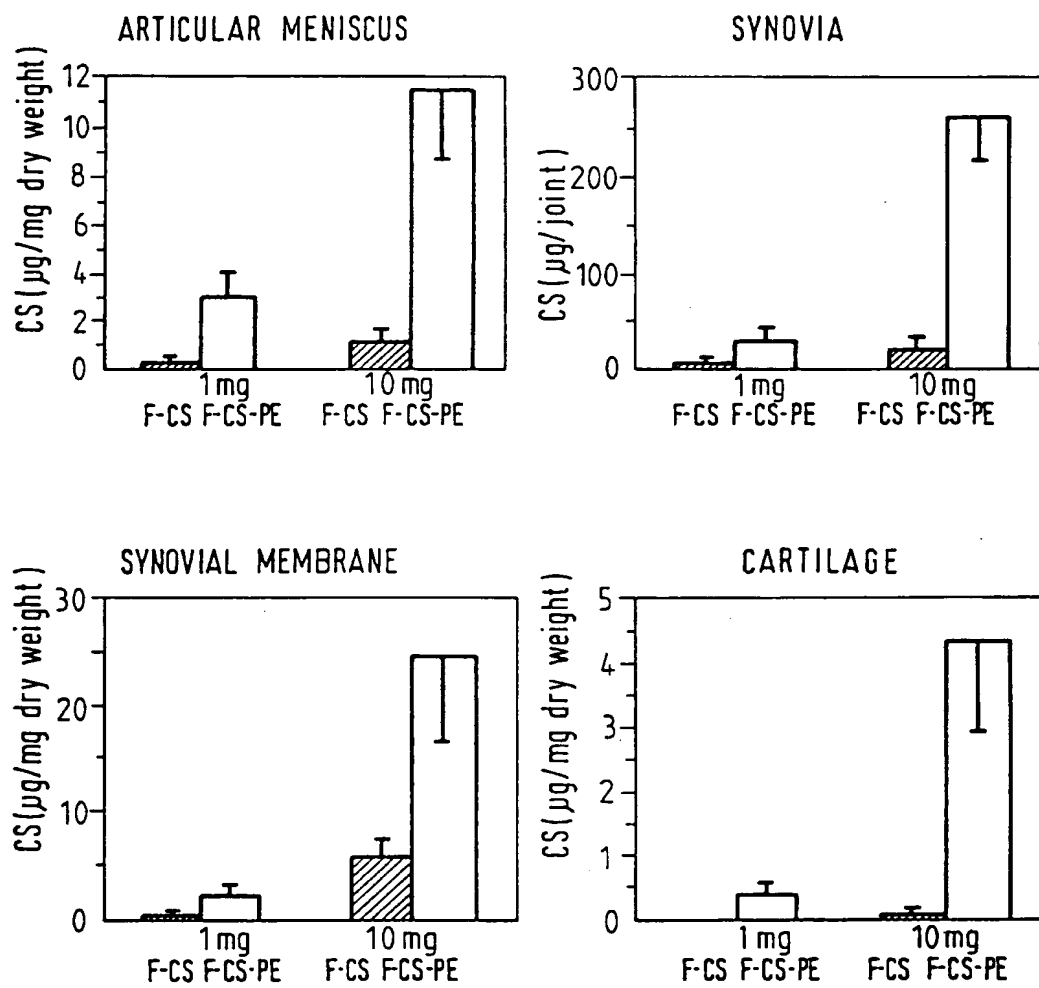 ARTICULAR MENISCUS
CS (µg/mg dry weight)
12
10
8
6
4
2
0
1 mg
10 mg
F-CS F-CS-PE
F-CS F-CS-PE
SYNOVIA
CS (µg/joint)
300
200
100
0
1 mg
10 mg
F-CS F-CS-PE
F-CS F-CS-PE
SYNOVIAL MEMBRANE
CS (µg/mg dry weight)
30
20
10
0
1 mg
10 mg
F-CS F-CS-PE
F-CS F-CS-PE
CARTILAGE
CS (µg/mg dry weight)
5
4
3
2
1
0
1 mg
10 mg
F-CS F-CS-PE
F-CS F-CS-PE